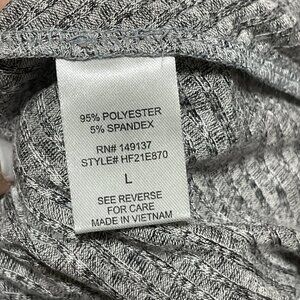 95% POLYESTER
5% SPANDEX
RN# 149137
STYLE# HF21E870
L
SEE REVERSE
FOR CARE
MADE IN VIETNAM